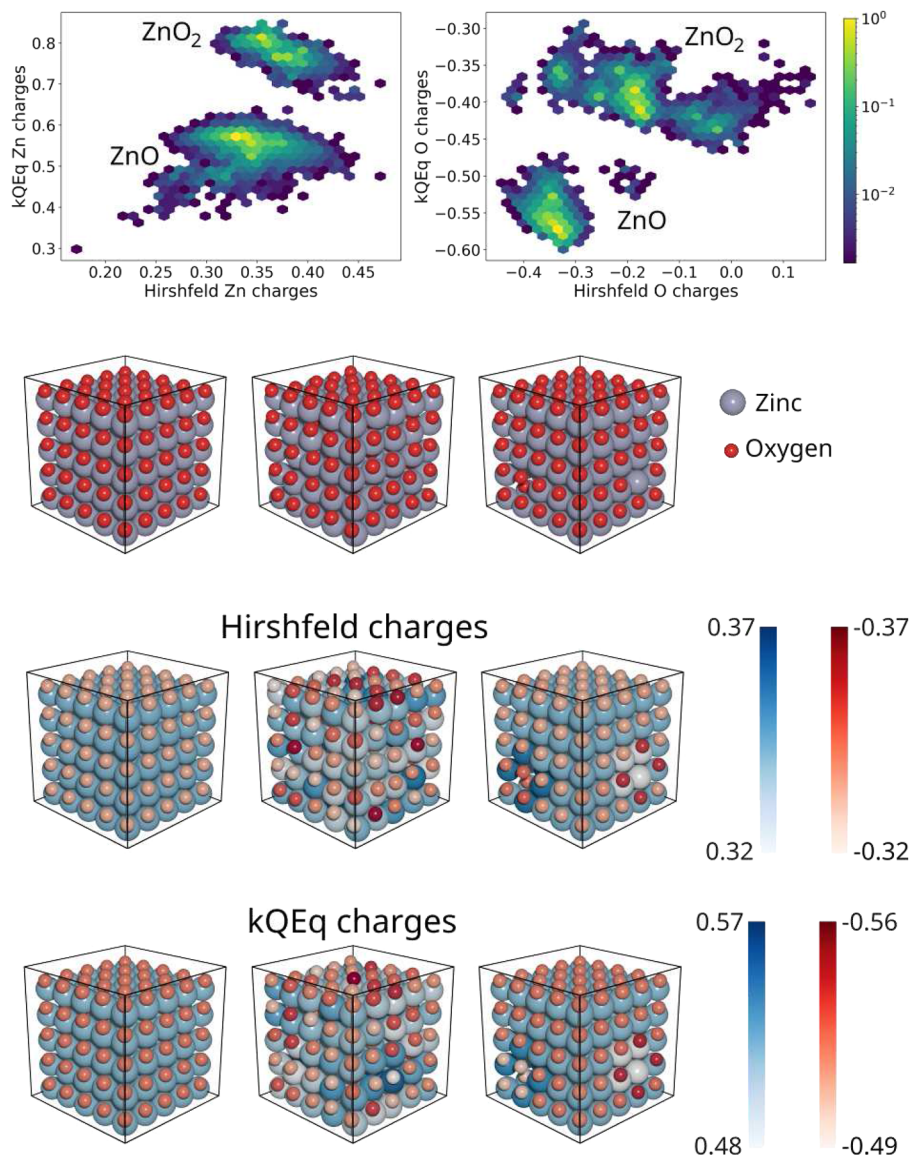 ZnO2
ZnO
0.8
0.7
0.6
0.5
0.4
0.3
kQEq Zn charges
0.20 0.25 0.30 0.35 0.40 0.45
Hirshfeld Zn charges
ZnO2
ZnO
−0.30
−0.35
−0.40
−0.45
−0.50
−0.55
−0.60
kQEq O charges
−0.4 −0.3 −0.2 −0.1 0.0 0.1
Hirshfeld O charges
10^0
10^−1
10^−2
Zinc
Oxygen
Hirshfeld charges
0.37 -0.37
0.32 -0.32
kQEq charges
0.57 -0.56
0.48 -0.49